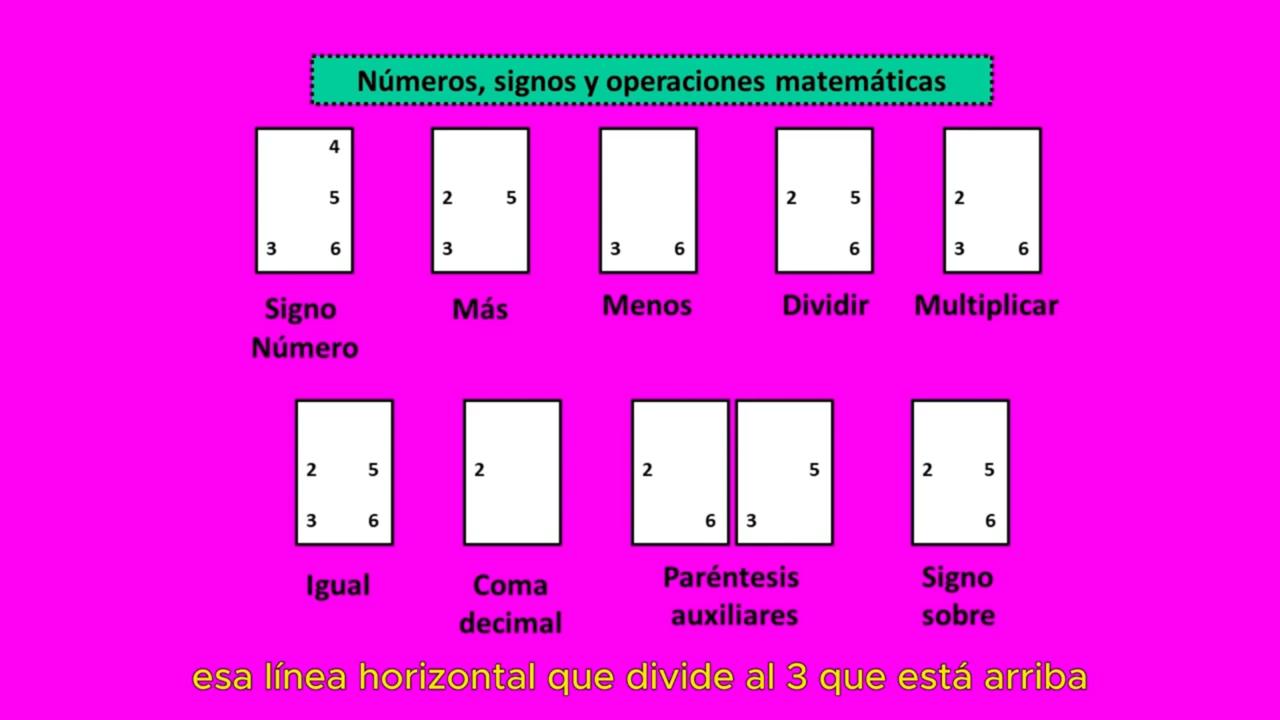 Números, signos y operaciones matemáticas
4
5
3 6
2 5
3
3 6
2 5
6
2
3 6
Signo
Número
Más
Menos
Dividir
Multiplicar
2 5
3 6
2
2
6
5
3
2 5
6
Igual
Coma
decimal
Paréntesis
auxiliares
Signo
sobre
esa línea horizontal que divide al 3 que está arriba